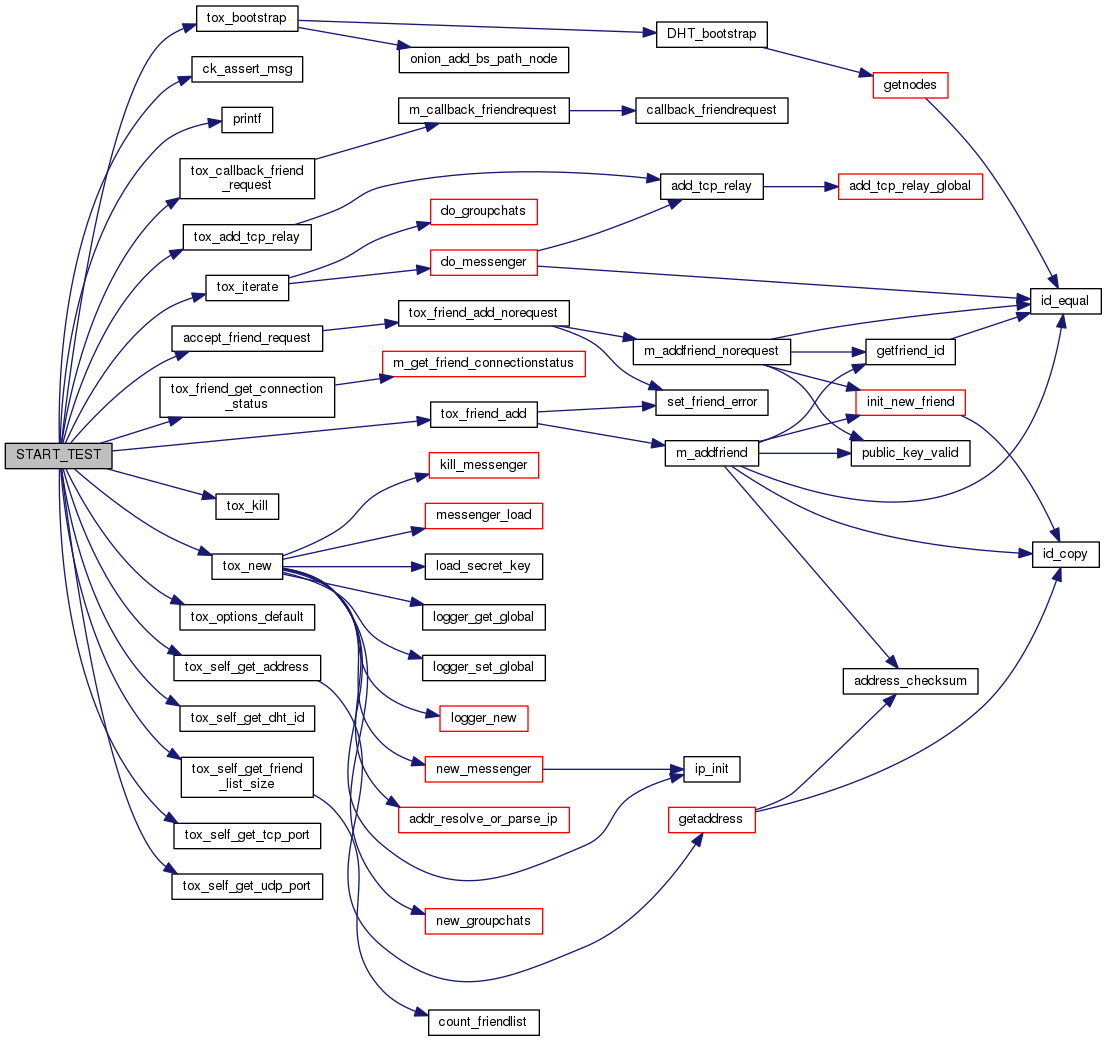 START_TEST
tox_bootstrap
ck_assert_msg
printf
tox_callback_friend
_request
tox_add_tcp_relay
tox_iterate
accept_friend_request
tox_friend_get_connection
_status
tox_kill
tox_new
tox_options_default
tox_self_get_address
tox_self_get_dht_id
tox_self_get_friend
_list_size
tox_self_get_tcp_port
tox_self_get_udp_port
onion_add_bs_path_node
m_callback_friendrequest
do_groupchats
do_messenger
tox_friend_add_norequest
m_get_friend_connectionstatus
tox_friend_add
kill_messenger
messenger_load
load_secret_key
logger_get_global
logger_set_global
logger_new
new_messenger
addr_resolve_or_parse_ip
new_groupchats
count_friendlist
DHT_bootstrap
callback_friendrequest
add_tcp_relay
m_addfriend_norequest
set_friend_error
m_addfriend
ip_init
getaddress
getnodes
add_tcp_relay_global
getfriend_id
init_new_friend
public_key_valid
address_checksum
id_equal
id_copy